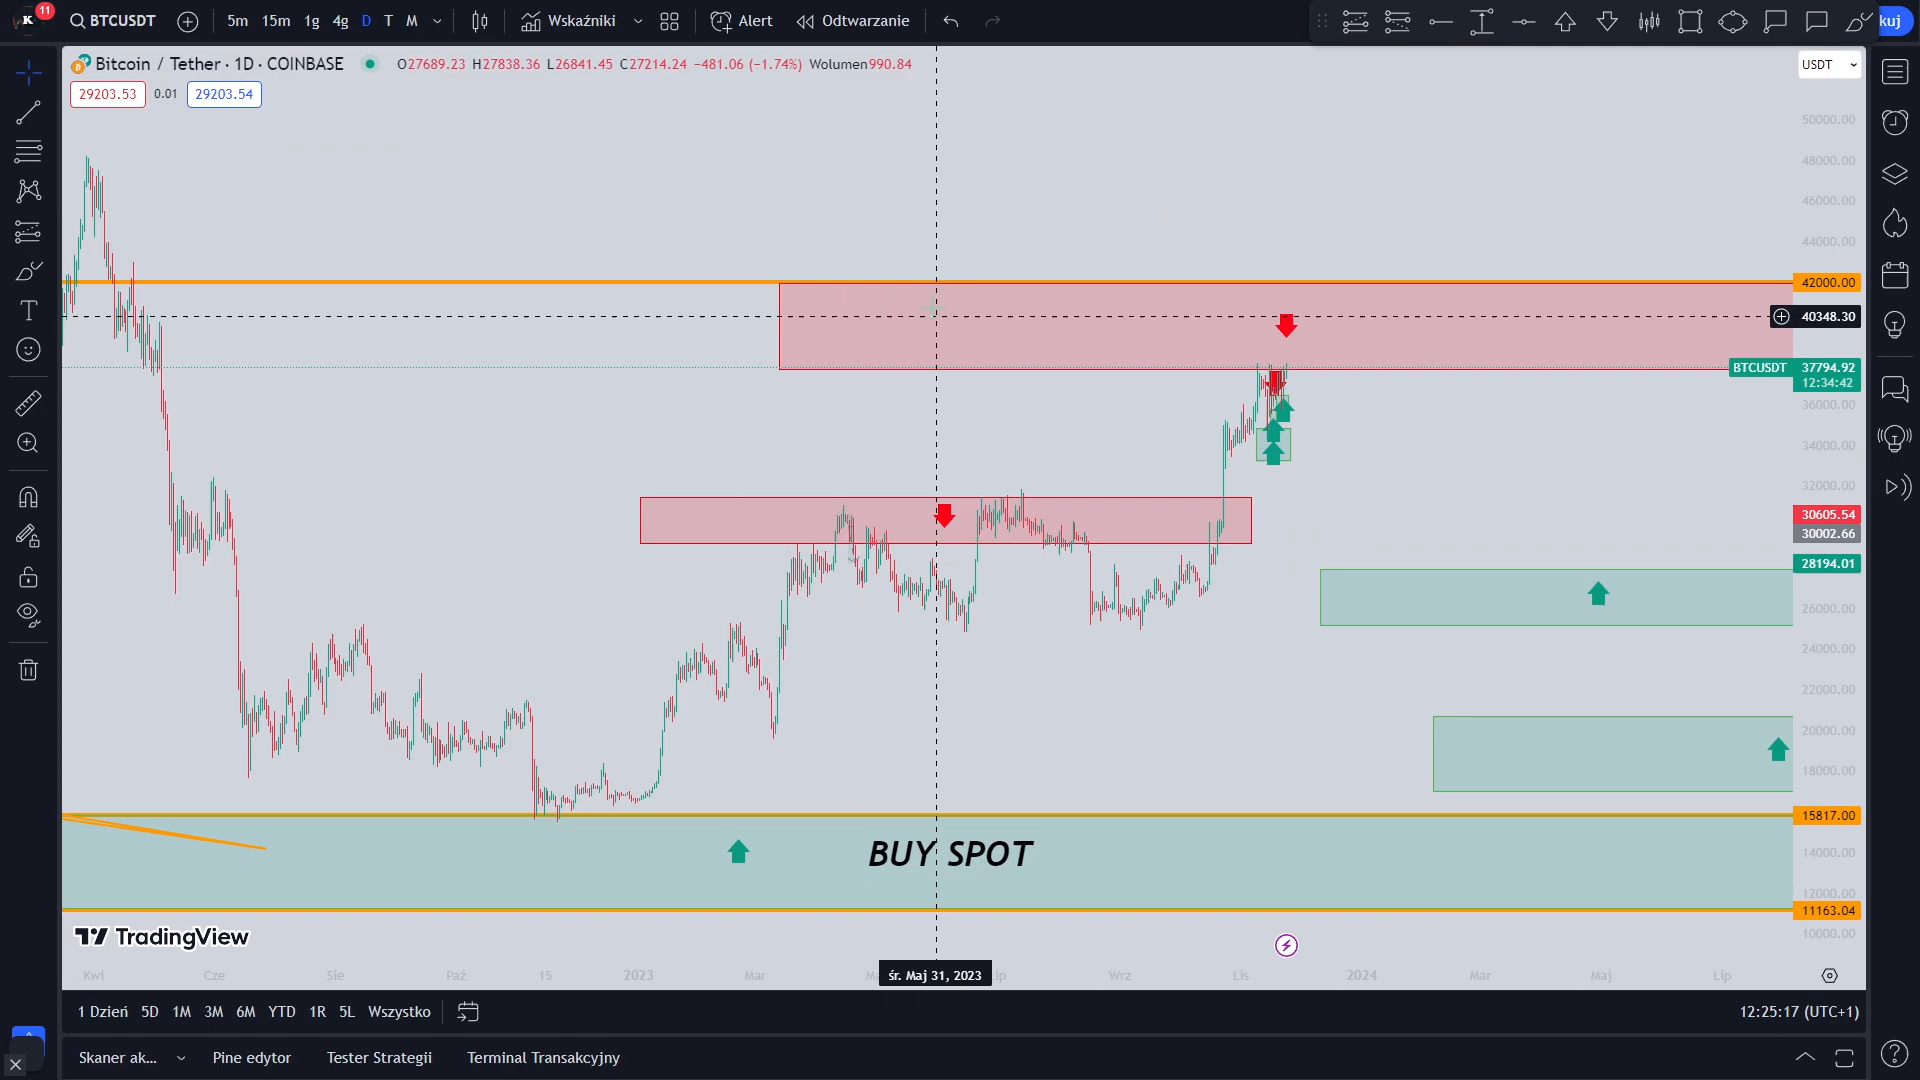 K 11 BTCUSDT 5m 15m 1g 4g D T M Wskaźniki Alert Odtwarzanie kuj
Bitcoin / Tether · 1D · COINBASE O27689.23 H27838.36 L26841.45 C27214.24 −481.06 (−1.74%) Wolumen990.84 USDT
29203.53 0.01 29203.54
50000.00
48000.00
46000.00
44000.00
42000.00
40348.30
BTCUSDT 37794.92
12:34:42
36000.00
34000.00
32000.00
30605.54
30002.66
28194.01
26000.00
24000.00
22000.00
20000.00
18000.00
15817.00
BUY SPOT
14000.00
12000.00
11163.04
TradingView
10000.00
Kwi Cze Sie Paź 15 2023 Mar śr. Maj 31, 2023 Wrz Lis 2024 Mar Maj Lip
1 Dzień 5D 1M 3M 6M YTD 1R 5L Wszystko 12:25:17 (UTC+1)
Skaner ak... Pine edytor Tester Strategii Terminal Transakcyjny